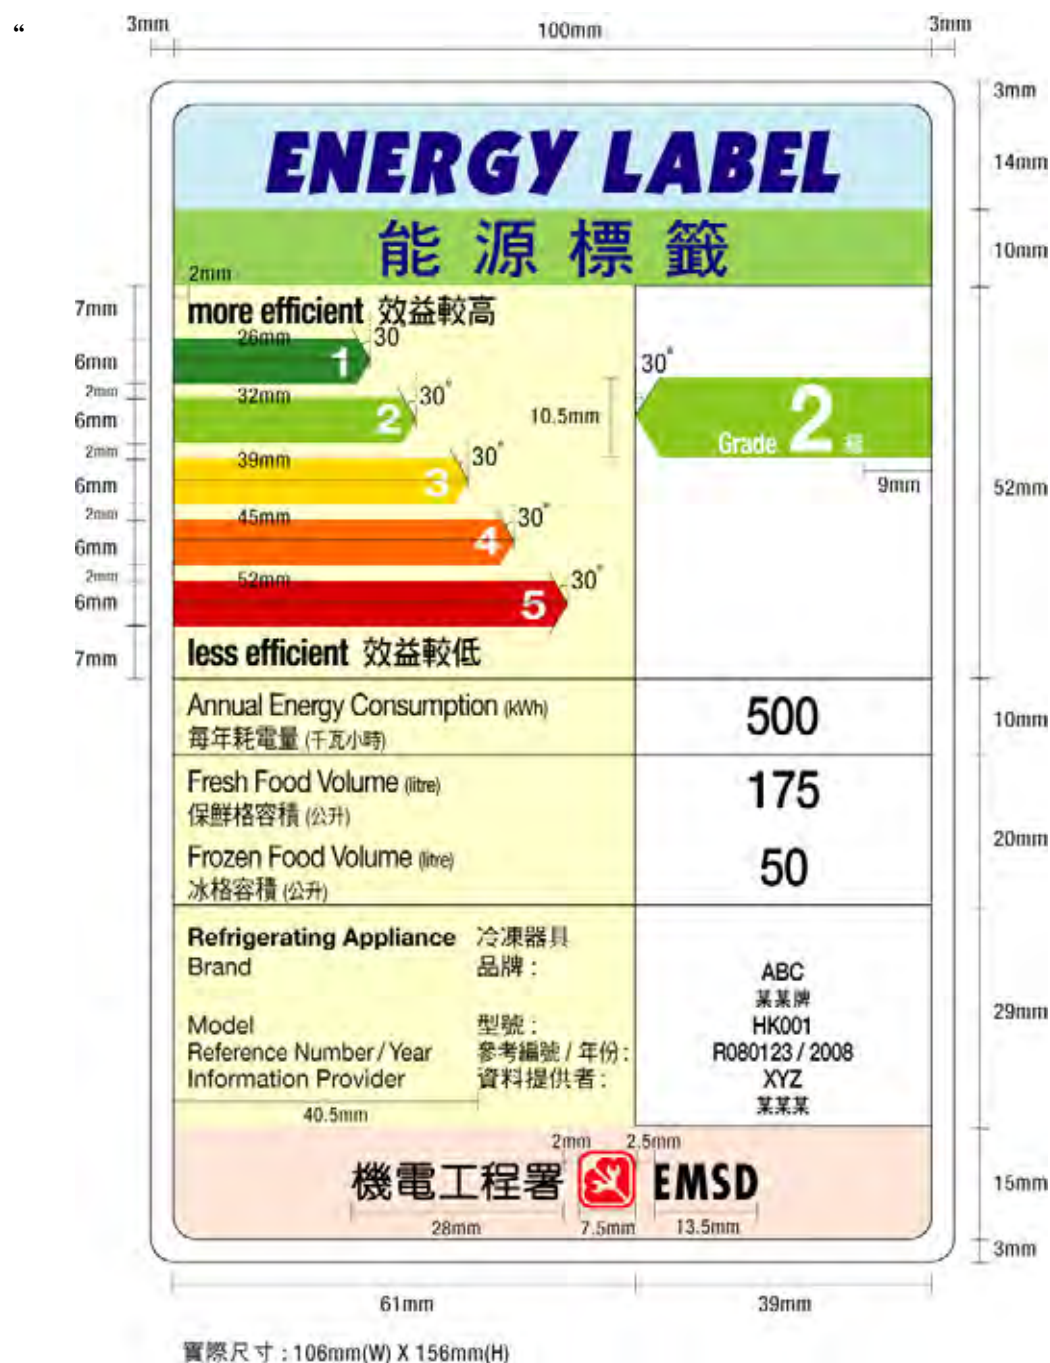 “
3mm 100mm 3mm
3mm
ENERGY LABEL
14mm
能源標籤
10mm
2mm
7mm
more efficient 效益較高
26mm 30
6mm
1
30°
2mm
32mm 30°
6mm
2
10.5mm
Grade 2 級
2mm
39mm 30°
9mm
6mm
3
52mm
2mm
45mm 30°
6mm
4
2mm
52mm 30°
6mm
5
7mm
less efficient 效益較低
Annual Energy Consumption (kWh)
每年耗電量 (千瓦小時)
500
10mm
Fresh Food Volume (litre)
保鮮格容積 (公升)
175
20mm
Frozen Food Volume (litre)
冰格容積 (公升)
50
Refrigerating Appliance 冷凍器具
Brand 品牌 :
ABC
某某牌
29mm
Model 型號 :
HK001
Reference Number / Year 參考編號 / 年份 :
R080123 / 2008
Information Provider 資料提供者 :
XYZ
某某某
40.5mm
2mm 2.5mm
機電工程署 EMSD
15mm
28mm 7.5mm 13.5mm
3mm
61mm 39mm
實際尺寸 : 106mm(W) X 156mm(H)